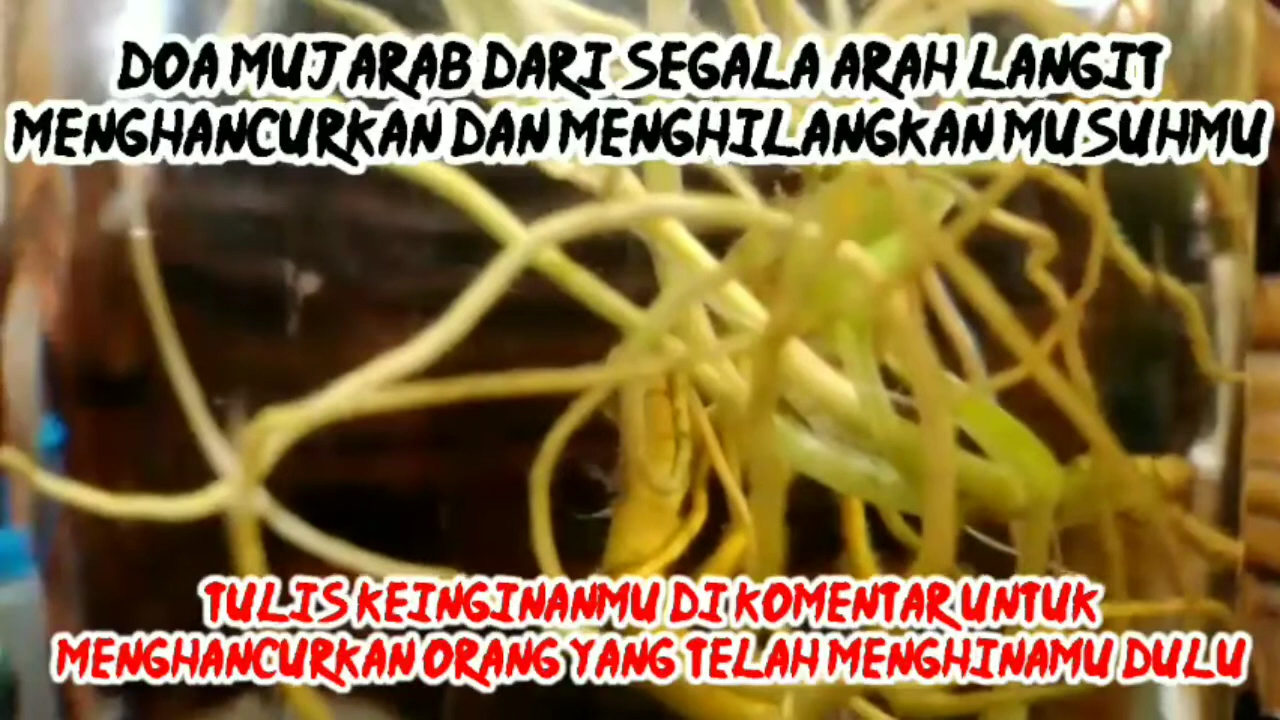 DOA MUJARAB DARI SEGALA ARAH LANGIT
MENGHANCURKAN DAN MENGHILANGKAN MUSUHMU
TULIS KEINGINANMU DI KOMENTAR UNTUK
MENGHANCURKAN ORANG YANG TELAH MENGHINAMU DULU